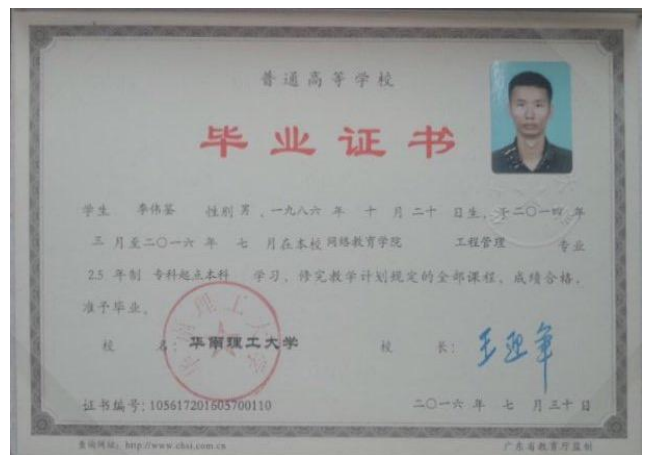 普通高等学校
毕业证书
学生 李伟荃 性别 男 ，一九八六 年 十 月 二十 日生，于二〇一四 年
三 月至二〇一六 年 七 月在本校 网络教育学院 工程管理 专业
2.5 年制 专科起点本科 学习，修完教学计划规定的全部课程，成绩合格，
准予毕业。
校 名：华南理工大学 校 长：王迎军
华南理工大学
证书编号：105617201605700110 二〇一六 年 七 月三十日
查询网址：http://www.chsi.com.cn 广东省教育厅监制